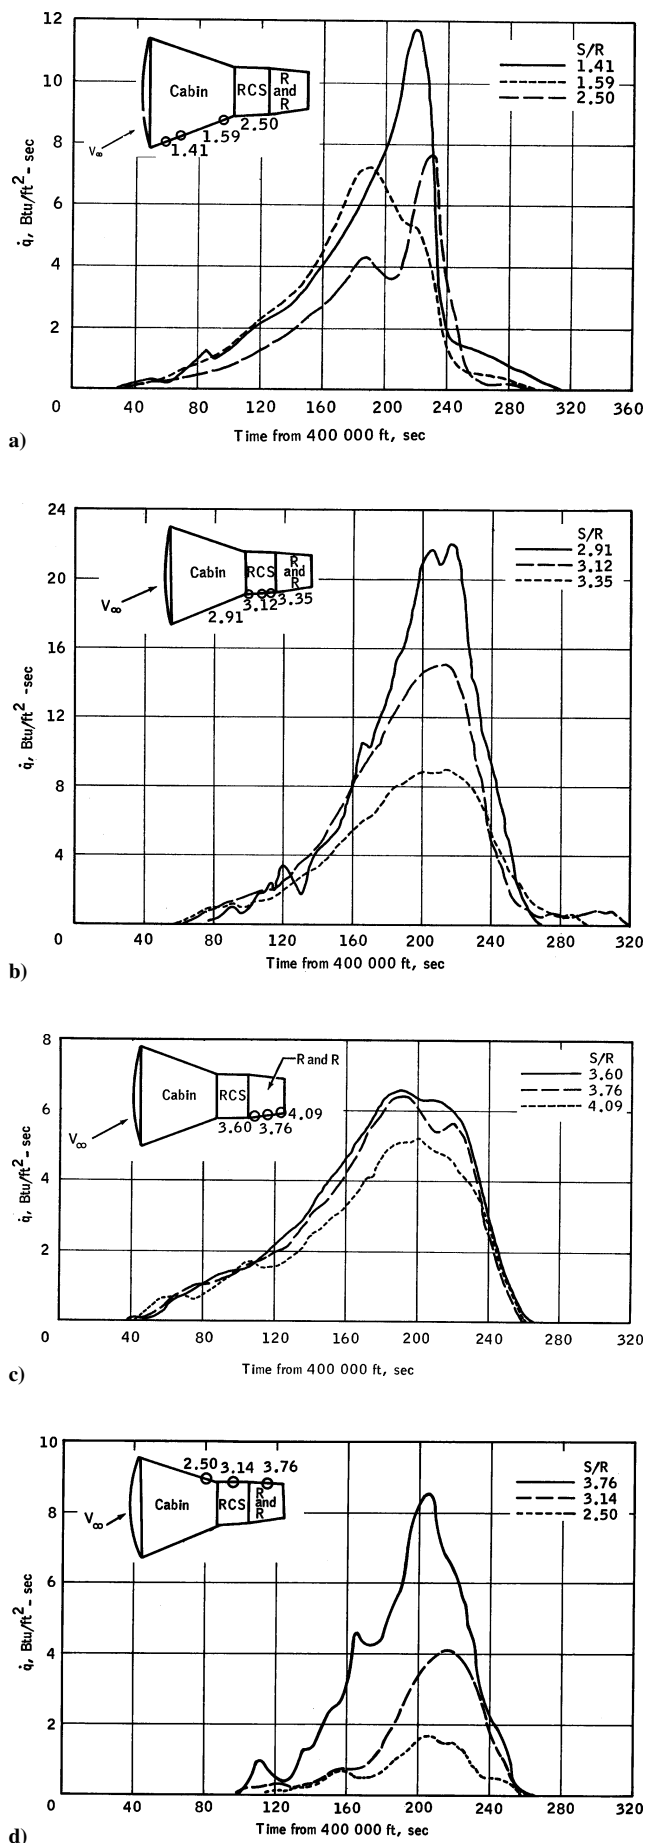 12
10
8
6
4
2
0
40
80
120
160
200
240
280
320
360
q̇, Btu/ft² - sec
Time from 400 000 ft, sec
Cabin
RCS
R and R
V∞
1.41
1.59
2.50
S/R
1.41
1.59
2.50
a)
24
20
16
12
8
4
0
40
80
120
160
200
240
280
320
q̇, Btu/ft² -sec
Time from 400 000 ft, sec
Cabin
RCS
R and R
V∞
2.91
3.12
3.35
S/R
2.91
3.12
3.35
b)
8
6
4
2
0
40
80
120
160
200
240
280
320
q̇, Btu/ft² - sec
Time from 400 000 ft, sec
Cabin
RCS
R and R
V∞
3.60
3.76
4.09
S/R
3.60
3.76
4.09
c)
10
8
6
4
2
0
40
80
120
160
200
240
280
320
q̇, Btu/ft² - sec
Time from 400 000 ft, sec
2.50
3.14
3.76
Cabin
RCS
R and R
V∞
S/R
3.76
3.14
2.50
d)